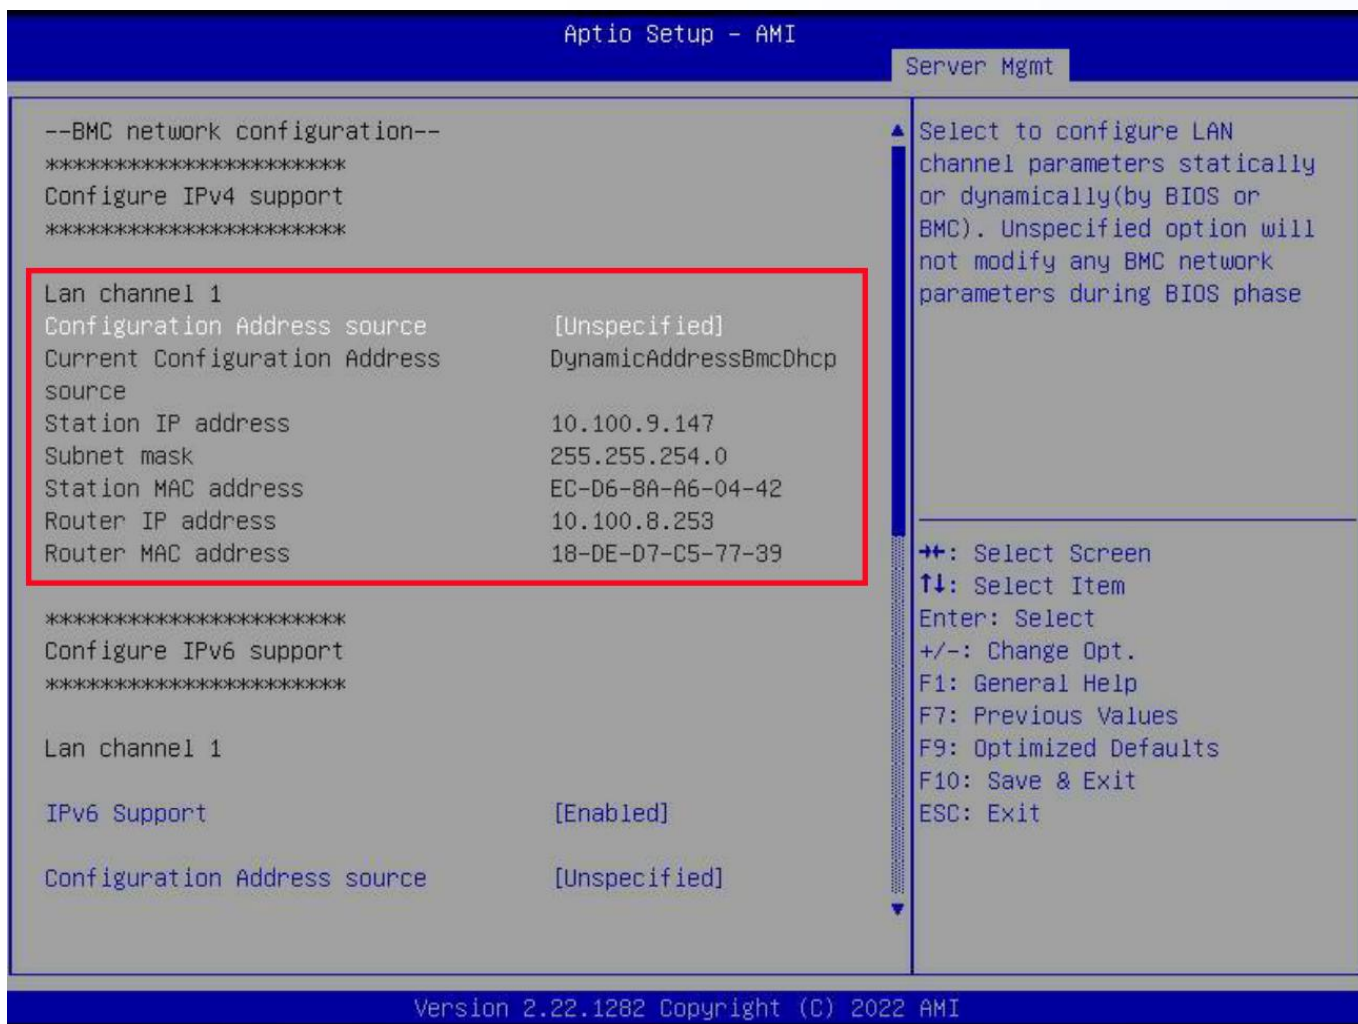 Aptio Setup – AMI
Server Mgmt
--BMC network configuration--
**********************
Configure IPv4 support
**********************
Lan channel 1
Configuration Address source [Unspecified]
Current Configuration Address DynamicAddressBmcDhcp
source
Station IP address 10.100.9.147
Subnet mask 255.255.254.0
Station MAC address EC-D6-8A-A6-04-42
Router IP address 10.100.8.253
Router MAC address 18-DE-D7-C5-77-39
**********************
Configure IPv6 support
**********************
Lan channel 1
IPv6 Support [Enabled]
Configuration Address source [Unspecified]
Select to configure LAN
channel parameters statically
or dynamically(by BIOS or
BMC). Unspecified option will
not modify any BMC network
parameters during BIOS phase
→←: Select Screen
↑↓: Select Item
Enter: Select
+/-: Change Opt.
F1: General Help
F7: Previous Values
F9: Optimized Defaults
F10: Save & Exit
ESC: Exit
Version 2.22.1282 Copyright (C) 2022 AMI